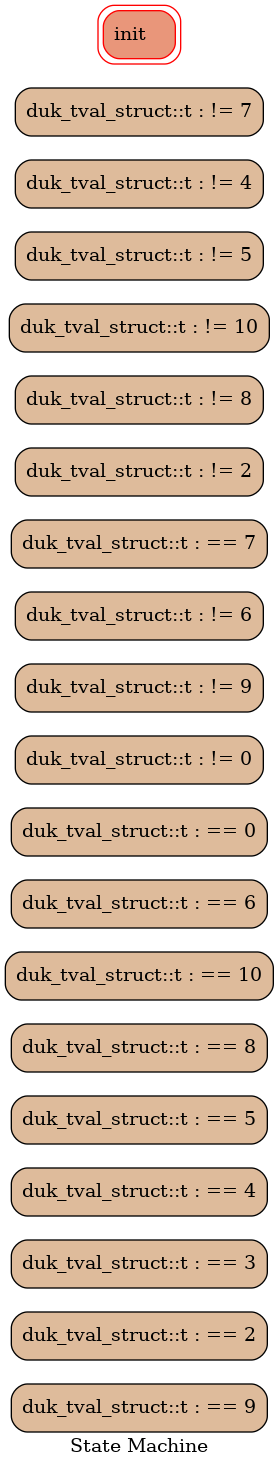 init
duk_tval_struct::t : != 7
duk_tval_struct::t : != 4
duk_tval_struct::t : != 5
duk_tval_struct::t : != 10
duk_tval_struct::t : != 8
duk_tval_struct::t : != 2
duk_tval_struct::t : == 7
duk_tval_struct::t : != 6
duk_tval_struct::t : != 9
duk_tval_struct::t : != 0
duk_tval_struct::t : == 0
duk_tval_struct::t : == 6
duk_tval_struct::t : == 10
duk_tval_struct::t : == 8
duk_tval_struct::t : == 5
duk_tval_struct::t : == 4
duk_tval_struct::t : == 3
duk_tval_struct::t : == 2
duk_tval_struct::t : == 9
State Machine